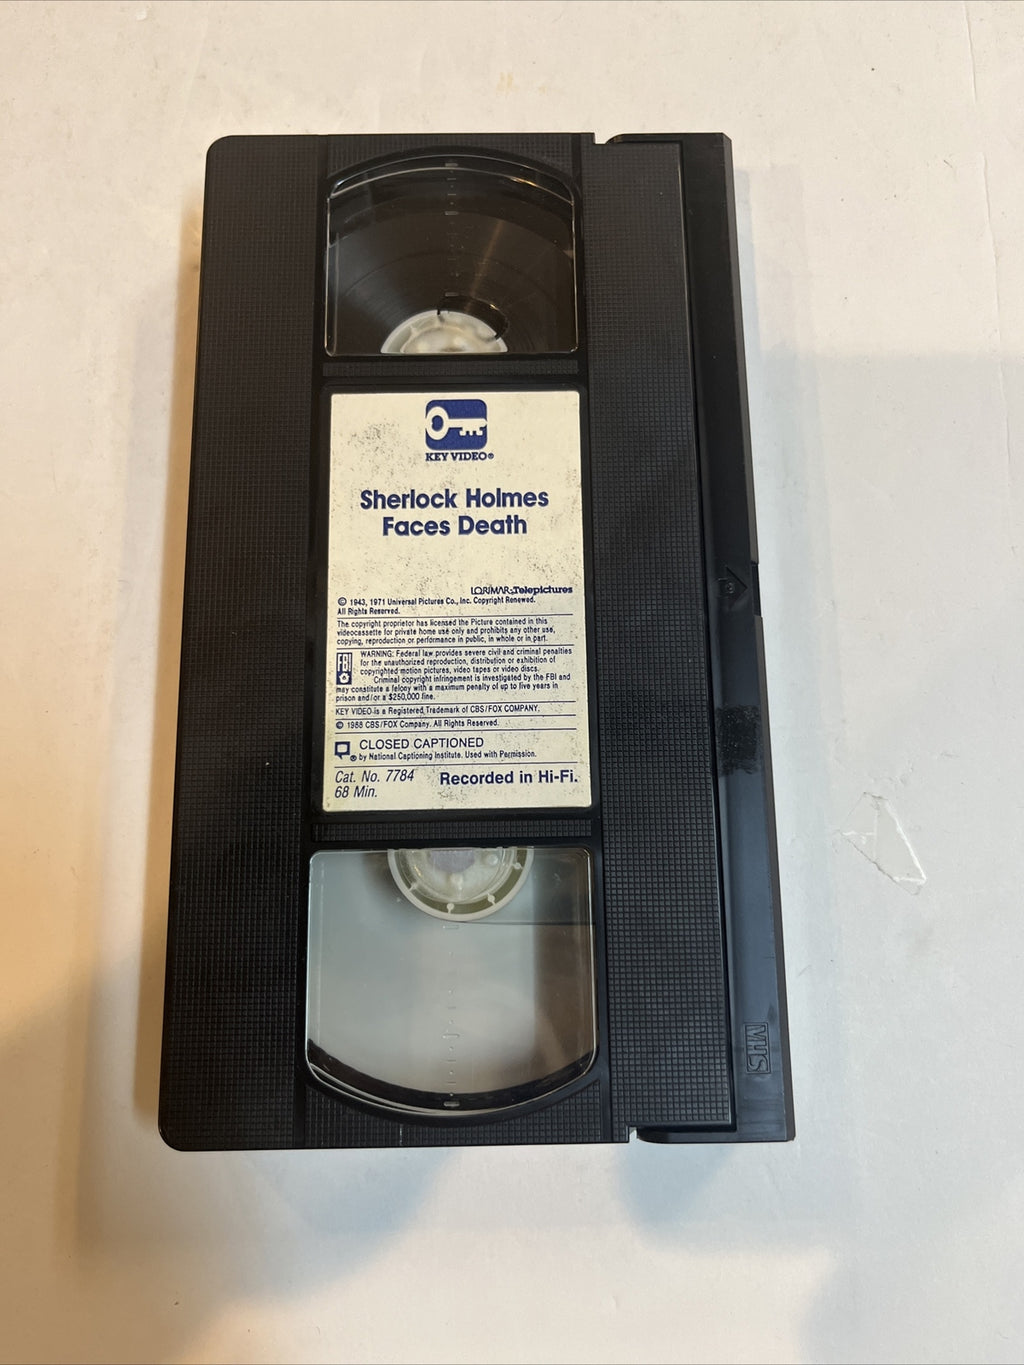 KEY VIDEO®
Sherlock Holmes
Faces Death
LORIMAR-Telepictures
© 1943, 1971 Universal Pictures Co., Inc. Copyright Renewed.
All Rights Reserved.
The copyright proprietor has licensed the Picture contained in this
videocassette for private home use only and prohibits any other use,
copying, reproduction or performance in public, in whole or in part.
FBI
WARNING: Federal law provides severe civil and criminal penalties
for the unauthorized reproduction, distribution or exhibition of
copyrighted motion pictures, video tapes or video discs.
Criminal copyright infringement is investigated by the FBI and
may constitute a felony with a maximum penalty of up to five years in
prison and/or a $250,000 fine.
KEY VIDEO is a Registered Trademark of CBS/FOX COMPANY.
© 1988 CBS/FOX Company. All Rights Reserved.
CLOSED CAPTIONED
® by National Captioning Institute. Used with Permission.
Cat. No. 7784 Recorded in Hi-Fi.
68 Min.
VHS